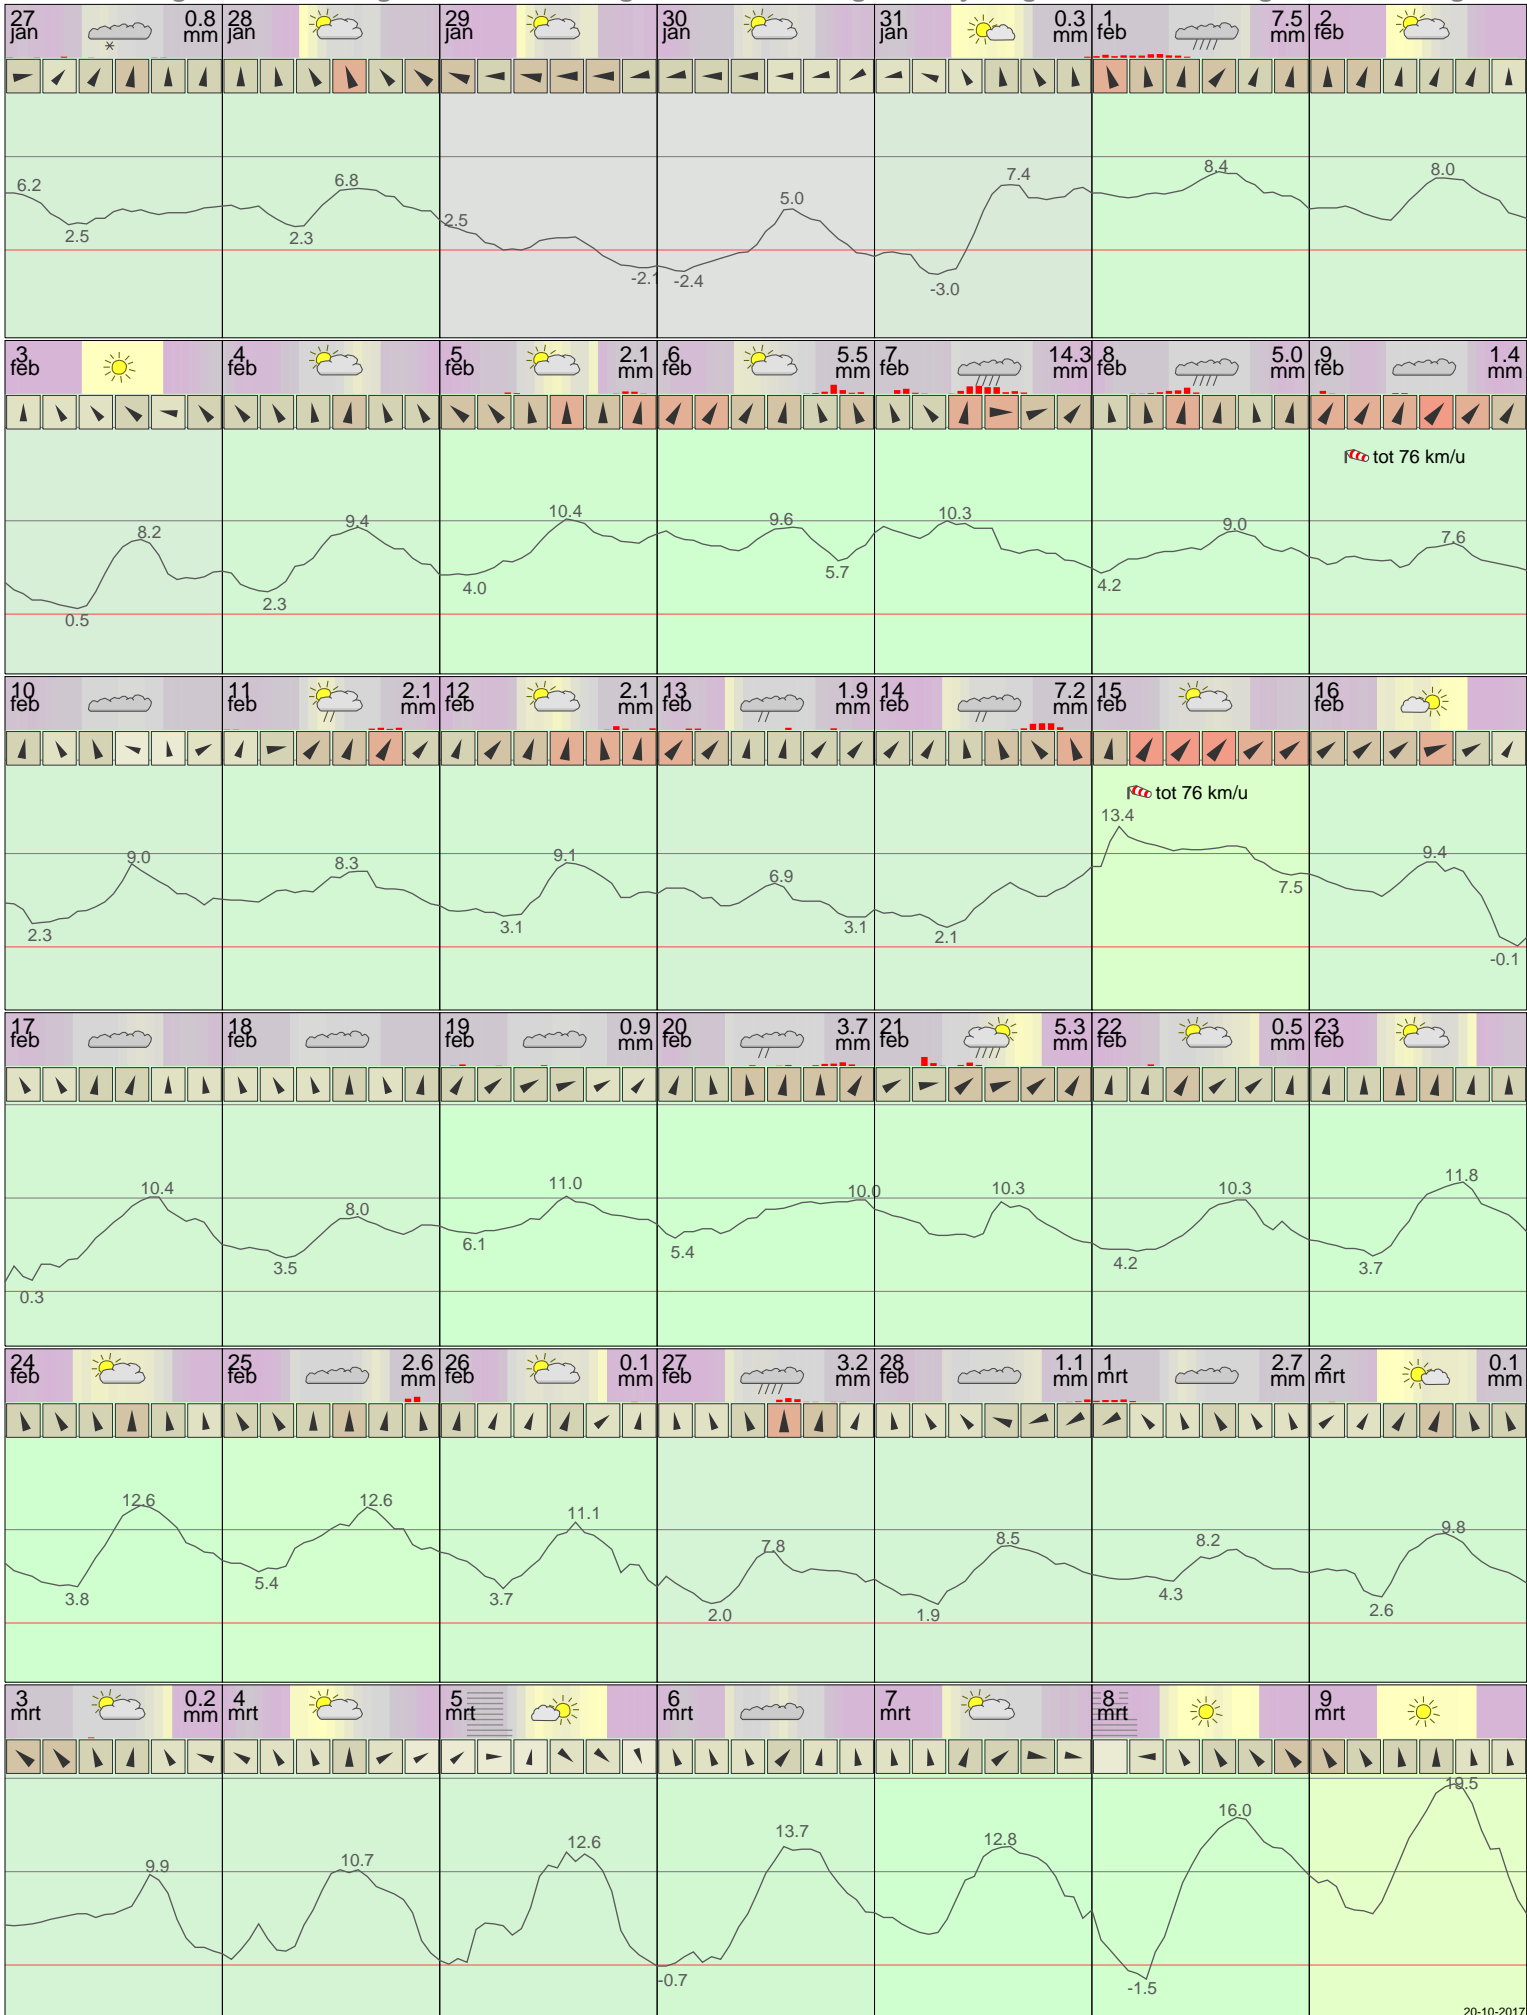 27 jan 0.8 mm 28 jan 29 jan 30 jan 31 jan 0.3 mm 1 feb 7.5 mm 2 feb
6.2 2.5 2.3 6.8 2.5 -2.1 -2.4 5.0 -3.0 7.4 8.4 8.0
3 feb 4 feb 5 feb 2.1 mm 6 feb 5.5 mm 7 feb 14.3 mm 8 feb 5.0 mm 9 feb 1.4 mm
tot 76 km/u
0.5 8.2 2.3 9.4 4.0 10.4 9.6 5.7 10.3 4.2 9.0 7.6
10 feb 11 feb 2.1 mm 12 feb 2.1 mm 13 feb 1.9 mm 14 feb 7.2 mm 15 feb 16 feb
tot 76 km/u
2.3 9.0 8.3 3.1 9.1 6.9 3.1 2.1 13.4 7.5 9.4 -0.1
17 feb 18 feb 19 feb 0.9 mm 20 feb 3.7 mm 21 feb 5.3 mm 22 feb 0.5 mm 23 feb
0.3 10.4 3.5 8.0 6.1 11.0 5.4 10.0 10.3 4.2 10.3 3.7 11.8
24 feb 25 feb 2.6 mm 26 feb 0.1 mm 27 feb 3.2 mm 28 feb 1.1 mm 1 mrt 2.7 mm 2 mrt 0.1 mm
3.8 12.6 5.4 12.6 3.7 11.1 2.0 7.8 1.9 8.5 4.3 8.2 2.6 9.8
3 mrt 0.2 mm 4 mrt 5 mrt 6 mrt 7 mrt 8 mrt 9 mrt
9.9 10.7 12.6 -0.7 13.7 12.8 -1.5 16.0 19.5
20-10-2017